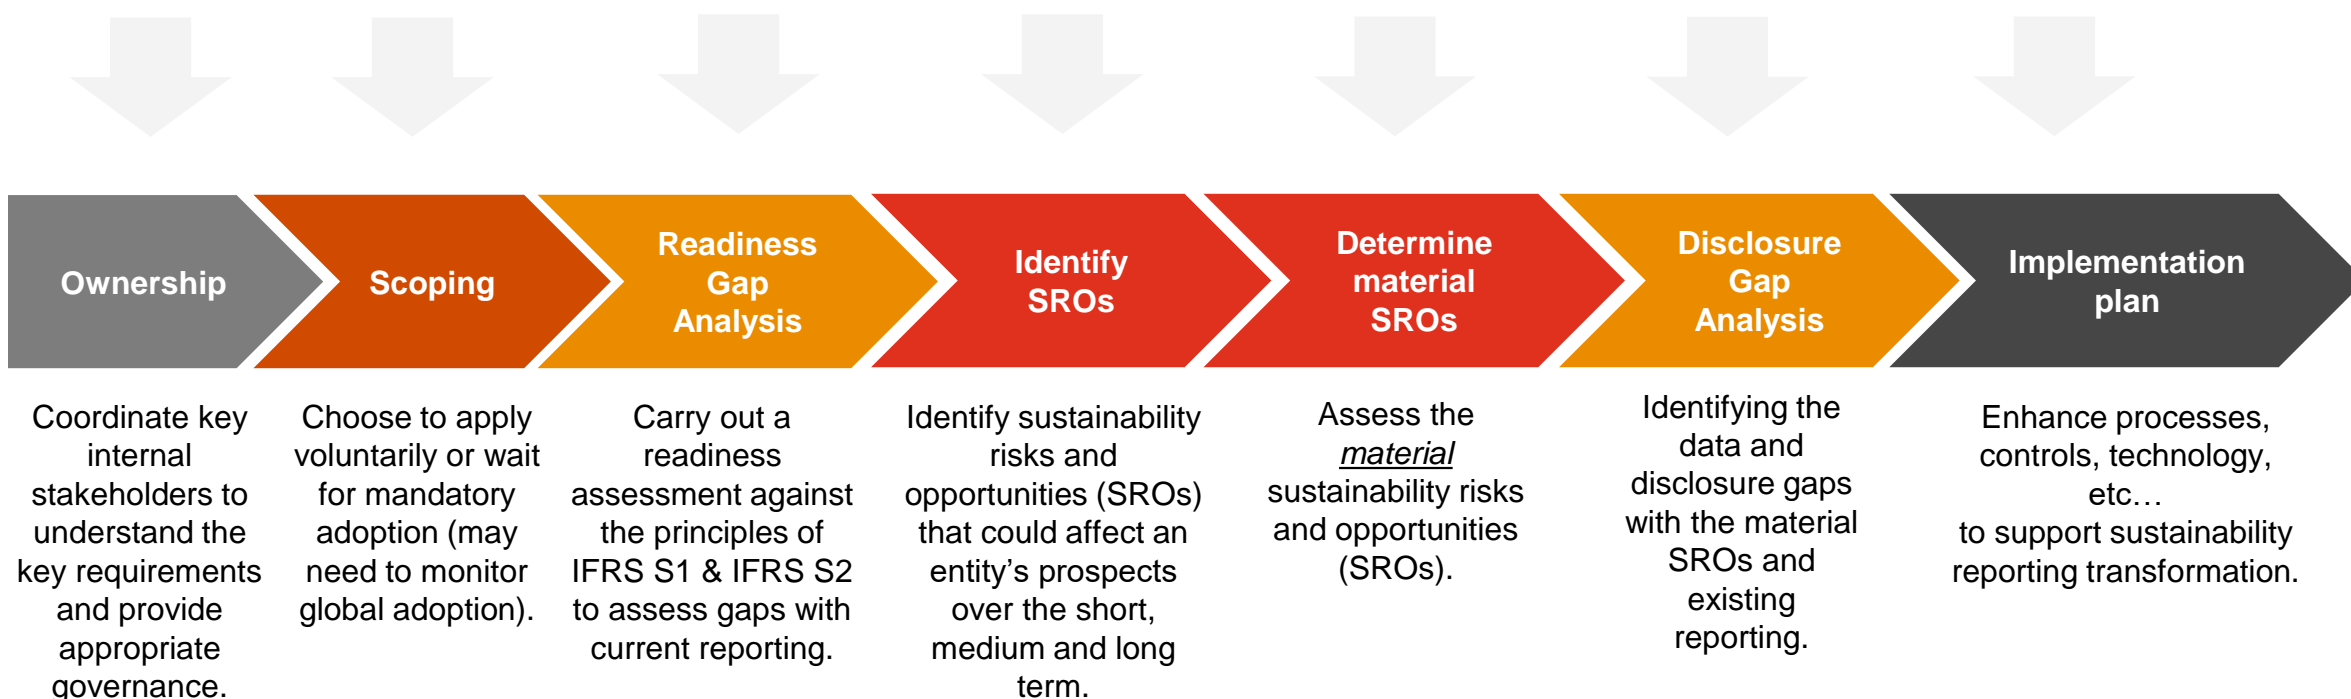 Ownership
Scoping
Readiness
Gap
Analysis
Identify
SROs
Determine
material
SROs
Disclosure
Gap
Analysis
Implementation
plan
Coordinate key
internal
stakeholders to
understand the
key requirements
and provide
appropriate
governance.
Choose to apply
voluntarily or wait
for mandatory
adoption (may
need to monitor
global adoption).
Carry out a
readiness
assessment against
the principles of
IFRS S1 & IFRS S2
to assess gaps with
current reporting.
Identify sustainability
risks and
opportunities (SROs)
that could affect an
entity’s prospects
over the short,
medium and long
term.
Assess the
material
sustainability risks
and opportunities
(SROs).
Identifying the
data and
disclosure gaps
with the material
SROs and
existing
reporting.
Enhance processes,
controls, technology,
etc…
to support sustainability
reporting transformation.